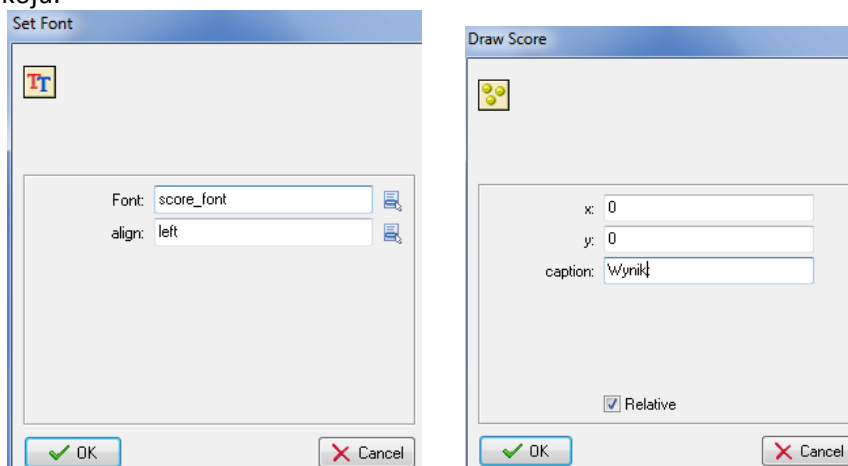 Set Font
Font: score_font
align: left
OK
Cancel
Draw Score
x: 0
y: 0
caption: Wynik:
Relative
OK
Cancel